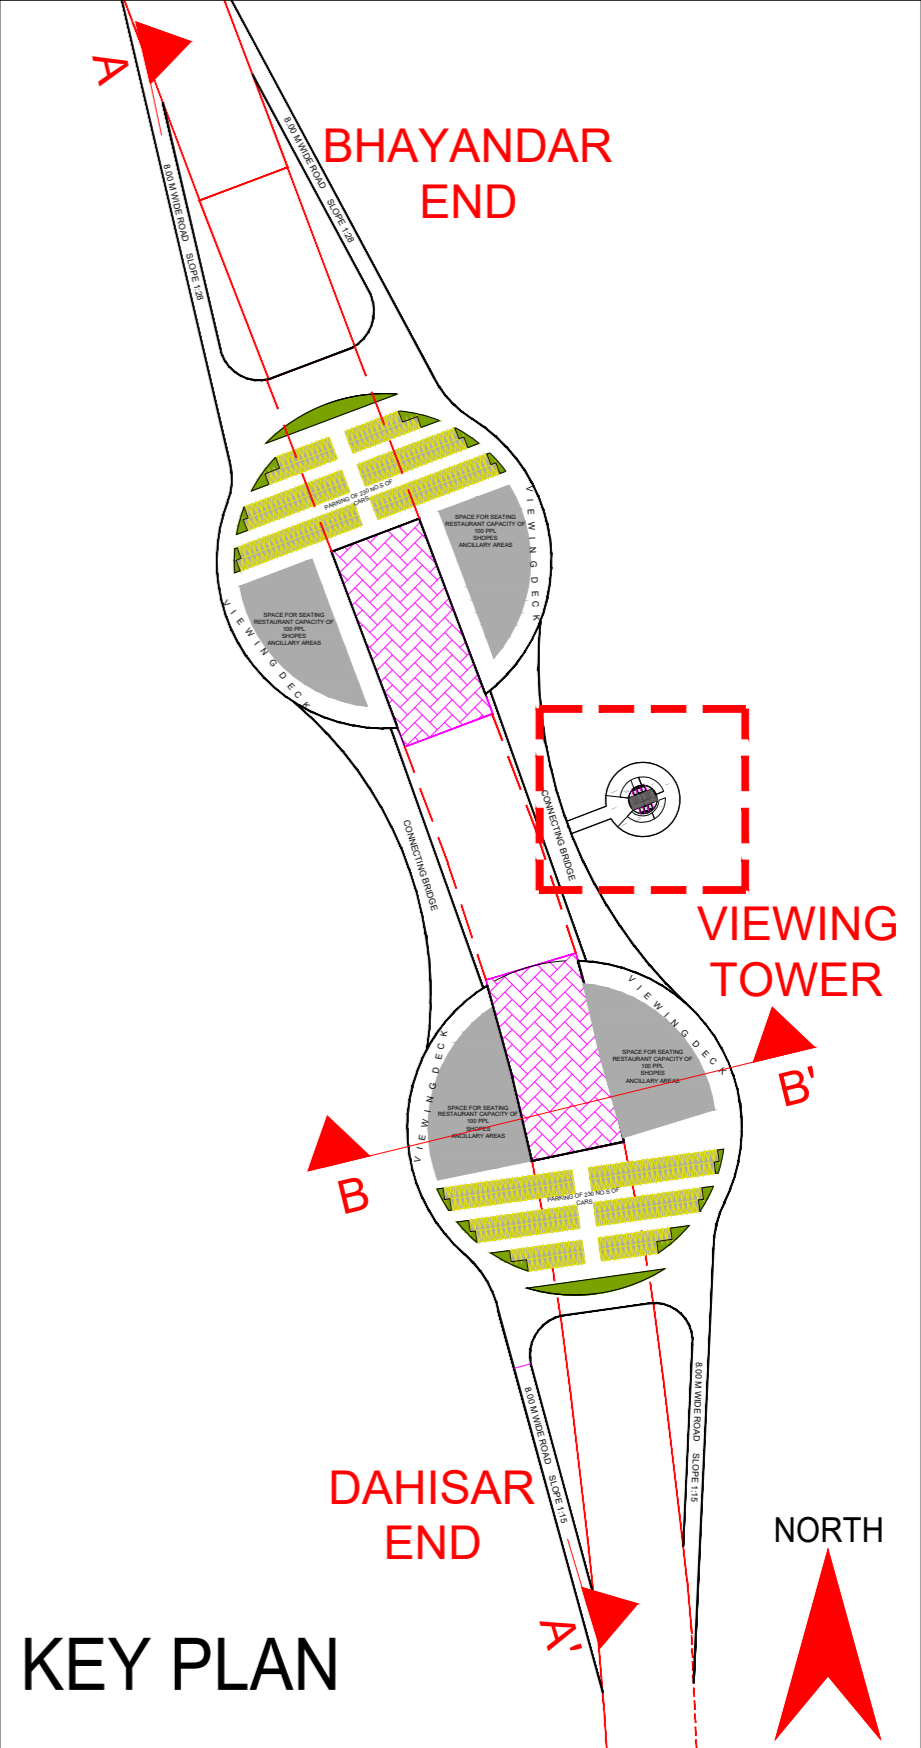 A
8.00 M WIDE ROAD SLOPE 1:28
8.00 M WIDE ROAD SLOPE 1:28
BHAYANDAR
END
PARKING OF 230 NO.S OF
CARS
SPACE FOR SEATING
RESTAURANT CAPACITY OF
100 PPL
SHOPES
ANCILLARY AREAS
VIEWING DECK
SPACE FOR SEATING
RESTAURANT CAPACITY OF
100 PPL
SHOPES
ANCILLARY AREAS
VIEWING DECK
CONNECTING BRIDGE
CONNECTING BRIDGE
VIEWING
TOWER
VIEWING DECK
SPACE FOR SEATING
RESTAURANT CAPACITY OF
100 PPL
SHOPES
ANCILLARY AREAS
B'
VIEWING DECK
SPACE FOR SEATING
RESTAURANT CAPACITY OF
100 PPL
SHOPES
ANCILLARY AREAS
B
PARKING OF 230 NO.S OF
CARS
8.00 M WIDE ROAD SLOPE 1:15
8.00 M WIDE ROAD SLOPE 1:15
DAHISAR
END
A'
NORTH
KEY PLAN